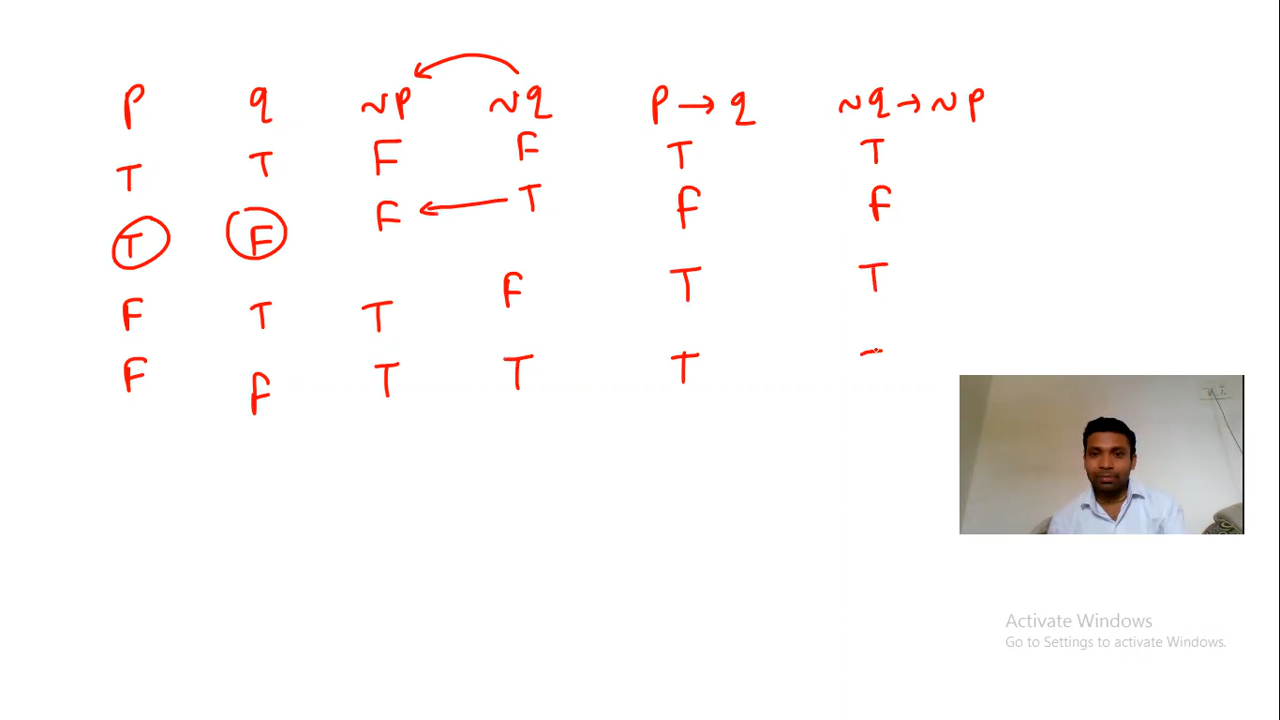 p q ~p ~q p → q ~q → ~p
T T F F T T
T F F T F F
F T T F T T
F F T T T
Activate Windows
Go to Settings to activate Windows.